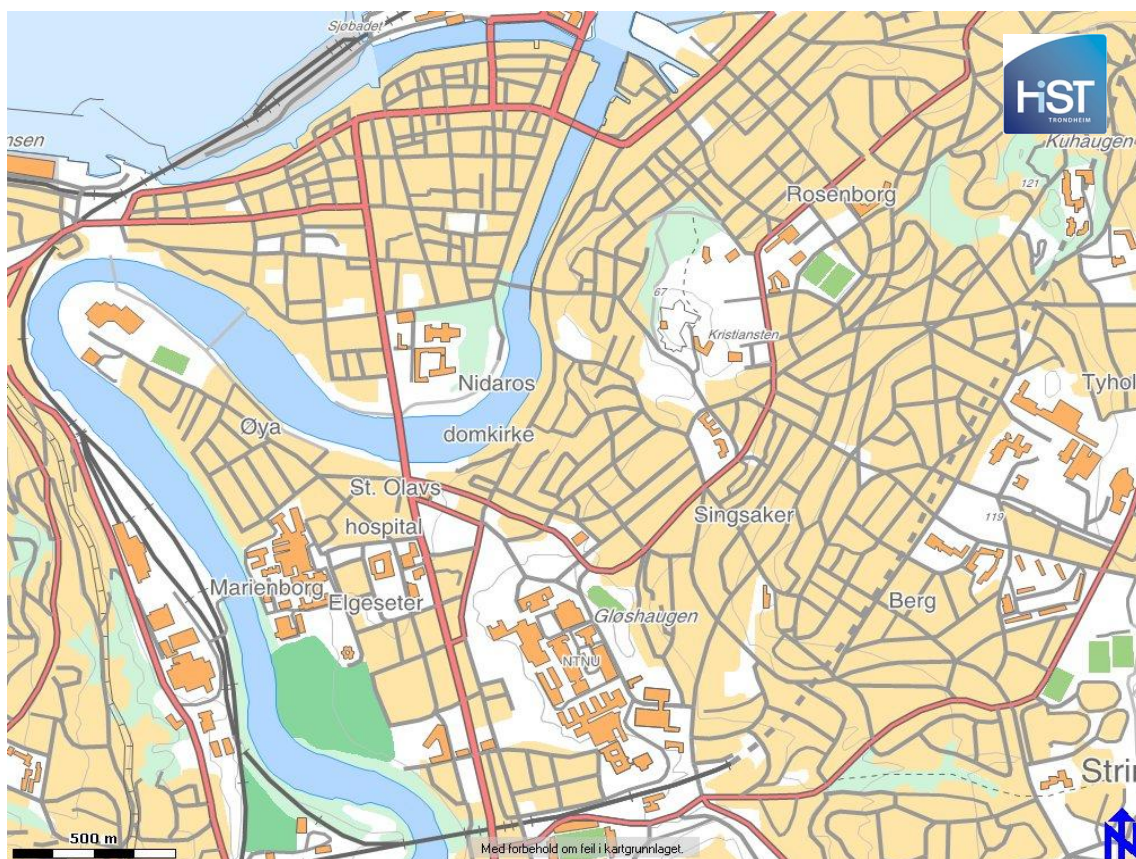 Sjøbadet
HiST
TRONDHEIM
nsen
Kuhaugen
121
Rosenborg
67
Kristiansten
Nidaros
domkirke
Tyhol
Øya
St. Olavs
hospital
Singsaker
119
Marienborg
Elgeseter
Gløshaugen
Berg
NTNU
Strin
500 m
Med forbehold om feil i kartgrunnlaget.
N